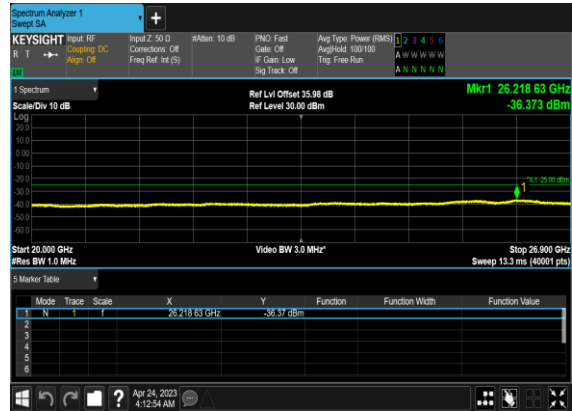 Spectrum Analyzer 1
Swept SA
+
KEYSIGHT Input: RF Input Z: 50 Ω #Atten: 10 dB PNO: Fast Avg Type: Power (RMS) 1 2 3 4 5 6
R T Coupling: DC Corrections: Off Gate: Off Avg|Hold: 100/100 A W W W W W
Align: Off Freq Ref: Int (S) IF Gain: Low Trig: Free Run
LW Sig Track: Off A N N N N N
1 Spectrum Ref Lvl Offset 35.98 dB Mkr1 26.218 63 GHz
Scale/Div 10 dB Ref Level 30.00 dBm -36.373 dBm
Log
20.0
10.0
0.00
-10.0
-20.0
DL1 -25.00 dBm
-30.0
1
-40.0
-50.0
-60.0
Start 20.000 GHz Video BW 3.0 MHz* Stop 26.900 GHz
#Res BW 1.0 MHz Sweep 13.3 ms (40001 pts)
5 Marker Table
Mode Trace Scale X Y Function Function Width Function Value
1 N 1 f 26.218 63 GHz -36.37 dBm
2
3
4
5
6
? Apr 24, 2023
4:12:54 AM